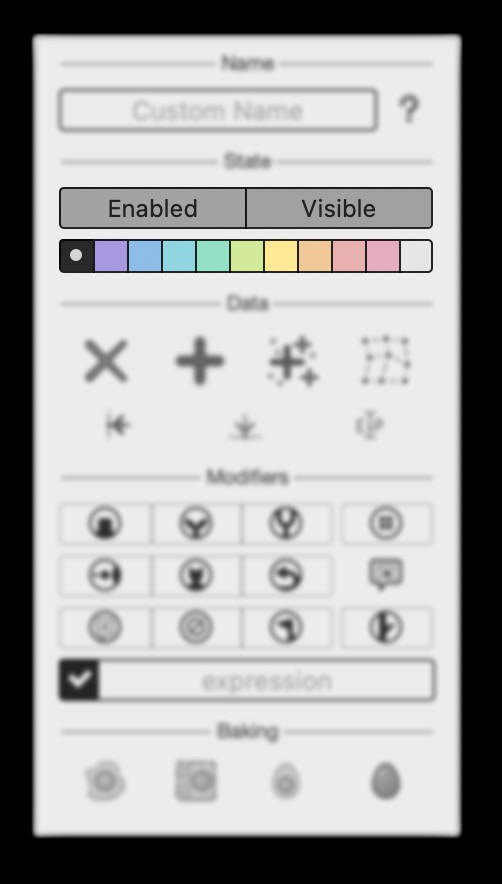 Name
Custom Name
?
State
Enabled Visible
Data
Modifiers
expression
Baking